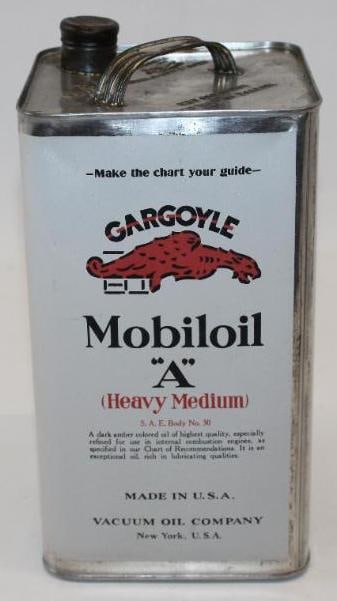 —Make the chart your guide—
GARGOYLE
Mobiloil
"A"
(Heavy Medium)
S. A. E. Body No. 30
A dark amber colored oil of highest quality, especially
refined for use in internal combustion engines, as
specified in our Chart of Recommendations. It is an
exceptional oil, rich in lubricating qualities.
MADE IN U.S.A.
VACUUM OIL COMPANY
New York, U.S.A.